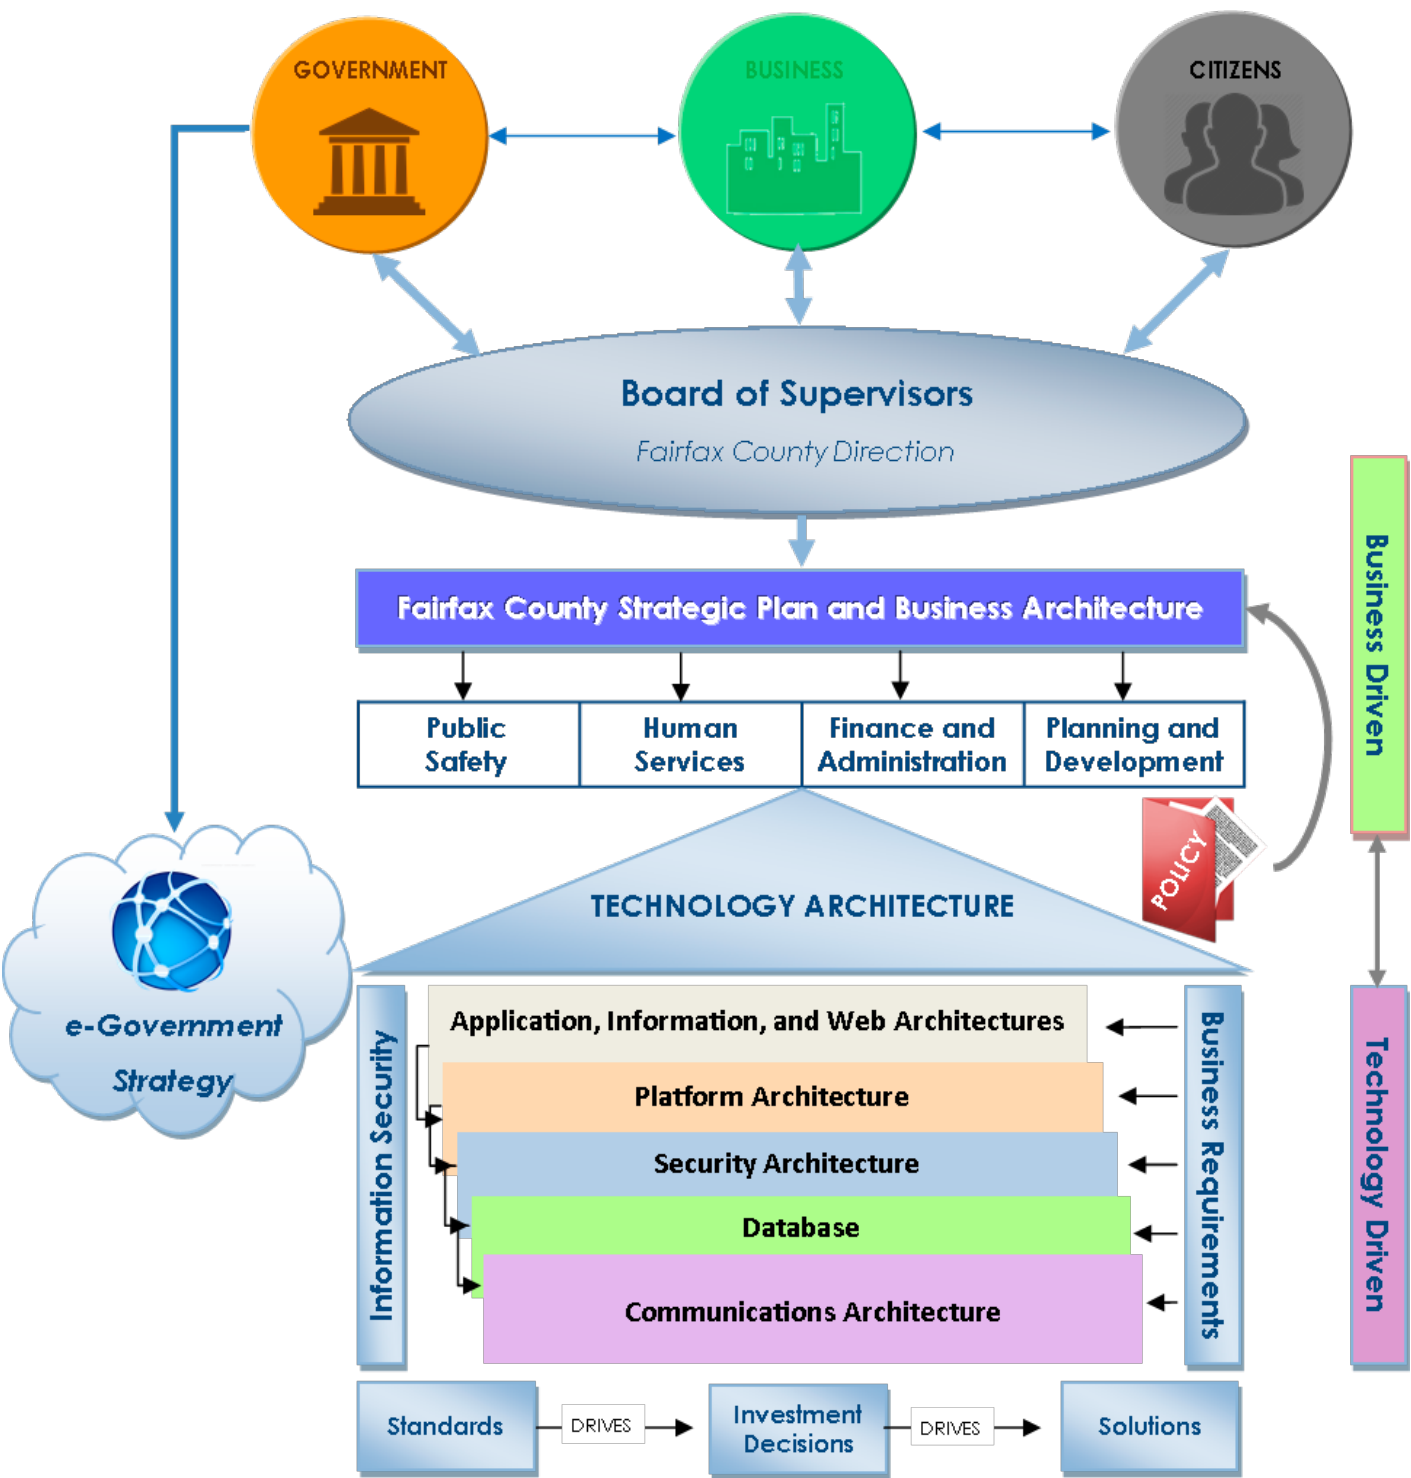 GOVERNMENT
BUSINESS
CITIZENS
Board of Supervisors
Fairfax County Direction
Fairfax County Strategic Plan and Business Architecture
Public
Safety
Human
Services
Finance and
Administration
Planning and
Development
Business Driven
POLICY
TECHNOLOGY ARCHITECTURE
e-Government
Strategy
Information Security
Application, Information, and Web Architectures
Platform Architecture
Security Architecture
Database
Communications Architecture
Business Requirements
Technology Driven
Standards
DRIVES
Investment
Decisions
DRIVES
Solutions